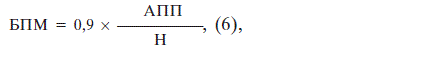 АПП
БПМ = 0,9 × ————, (6),
Н